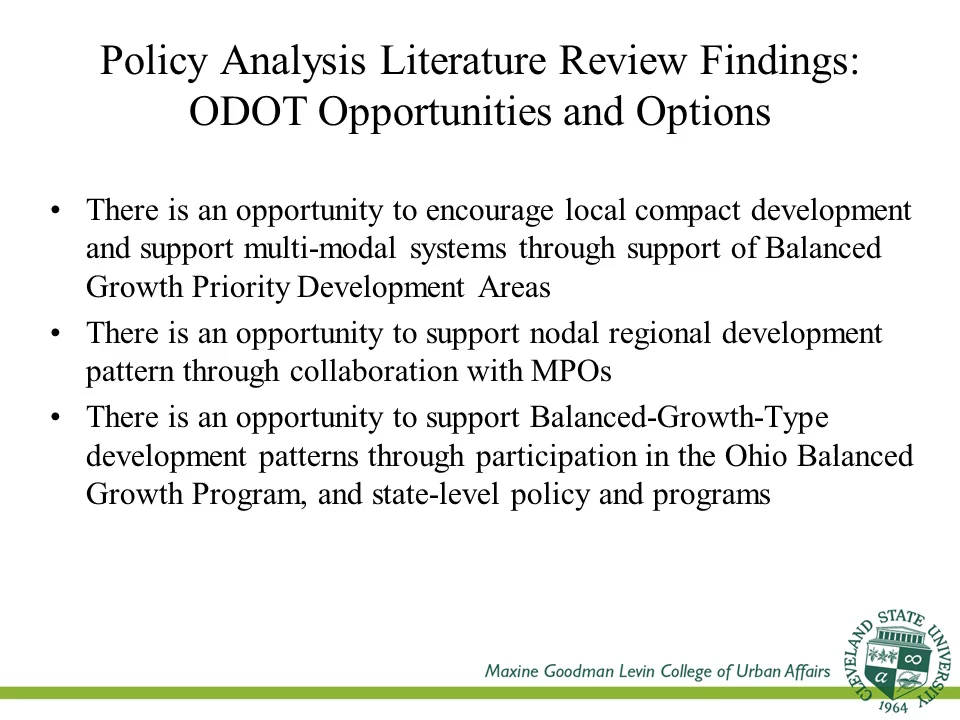 Policy Analysis Literature Review Findings:
ODOT Opportunities and Options
• There is an opportunity to encourage local compact development
and support multi-modal systems through support of Balanced
Growth Priority Development Areas
• There is an opportunity to support nodal regional development
pattern through collaboration with MPOs
• There is an opportunity to support Balanced-Growth-Type
development patterns through participation in the Ohio Balanced
Growth Program, and state-level policy and programs
Maxine Goodman Levin College of Urban Affairs
CLEVELAND STATE UNIVERSITY
1964